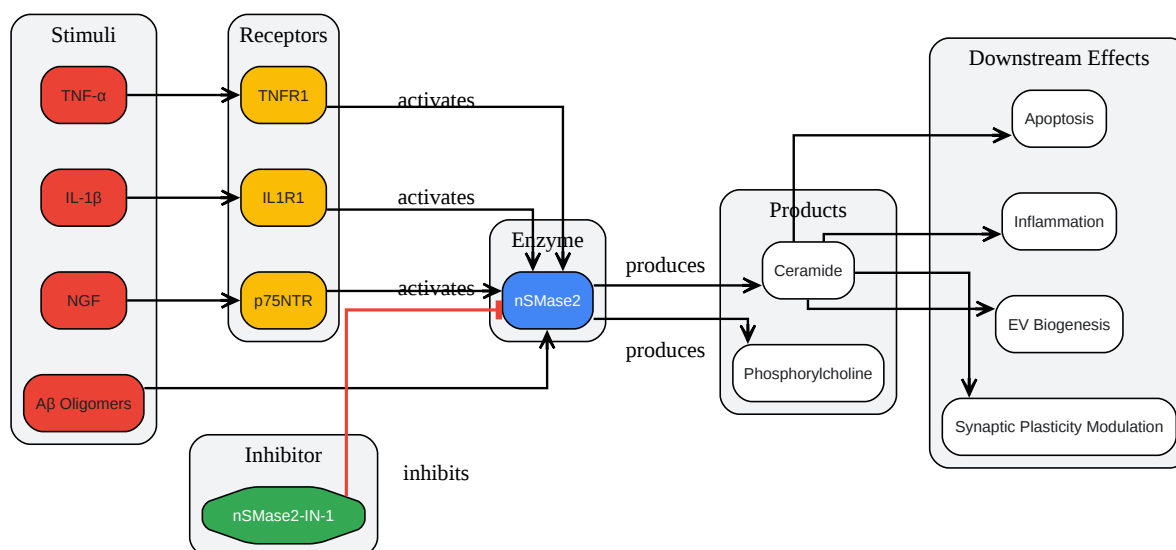 Stimuli
TNF-α
IL-1β
NGF
Aβ Oligomers
Receptors
TNFR1
IL1R1
p75NTR
activates
activates
activates
Inhibitor
nSMase2-IN-1
inhibits
Enzyme
nSMase2
produces
produces
Products
Ceramide
Phosphorylcholine
Downstream Effects
Apoptosis
Inflammation
EV Biogenesis
Synaptic Plasticity Modulation